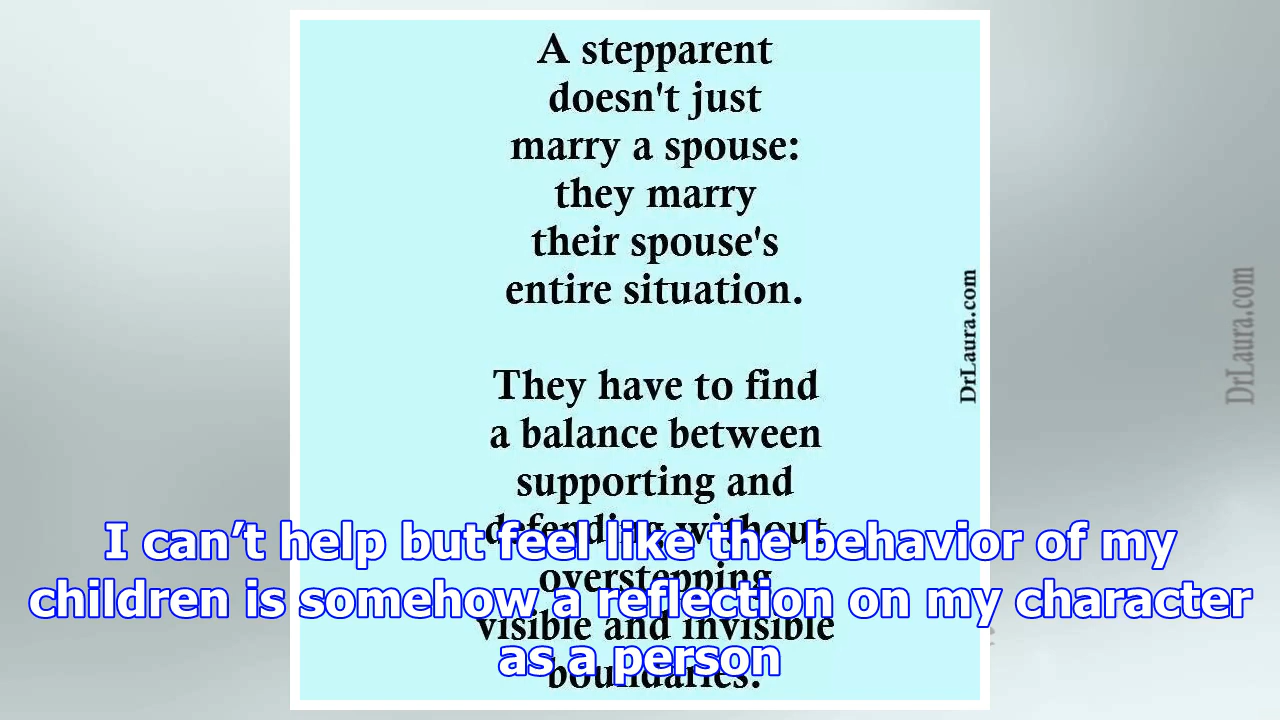 A stepparent
doesn't just
marry a spouse:
they marry
their spouse's
entire situation.
They have to find
a balance between
supporting and
defending without
overstepping
visible and invisible
boundaries.
DrLaura.com
DrLaura.com
I can’t help but feel like the behavior of my
children is somehow a reflection on my character
as a person